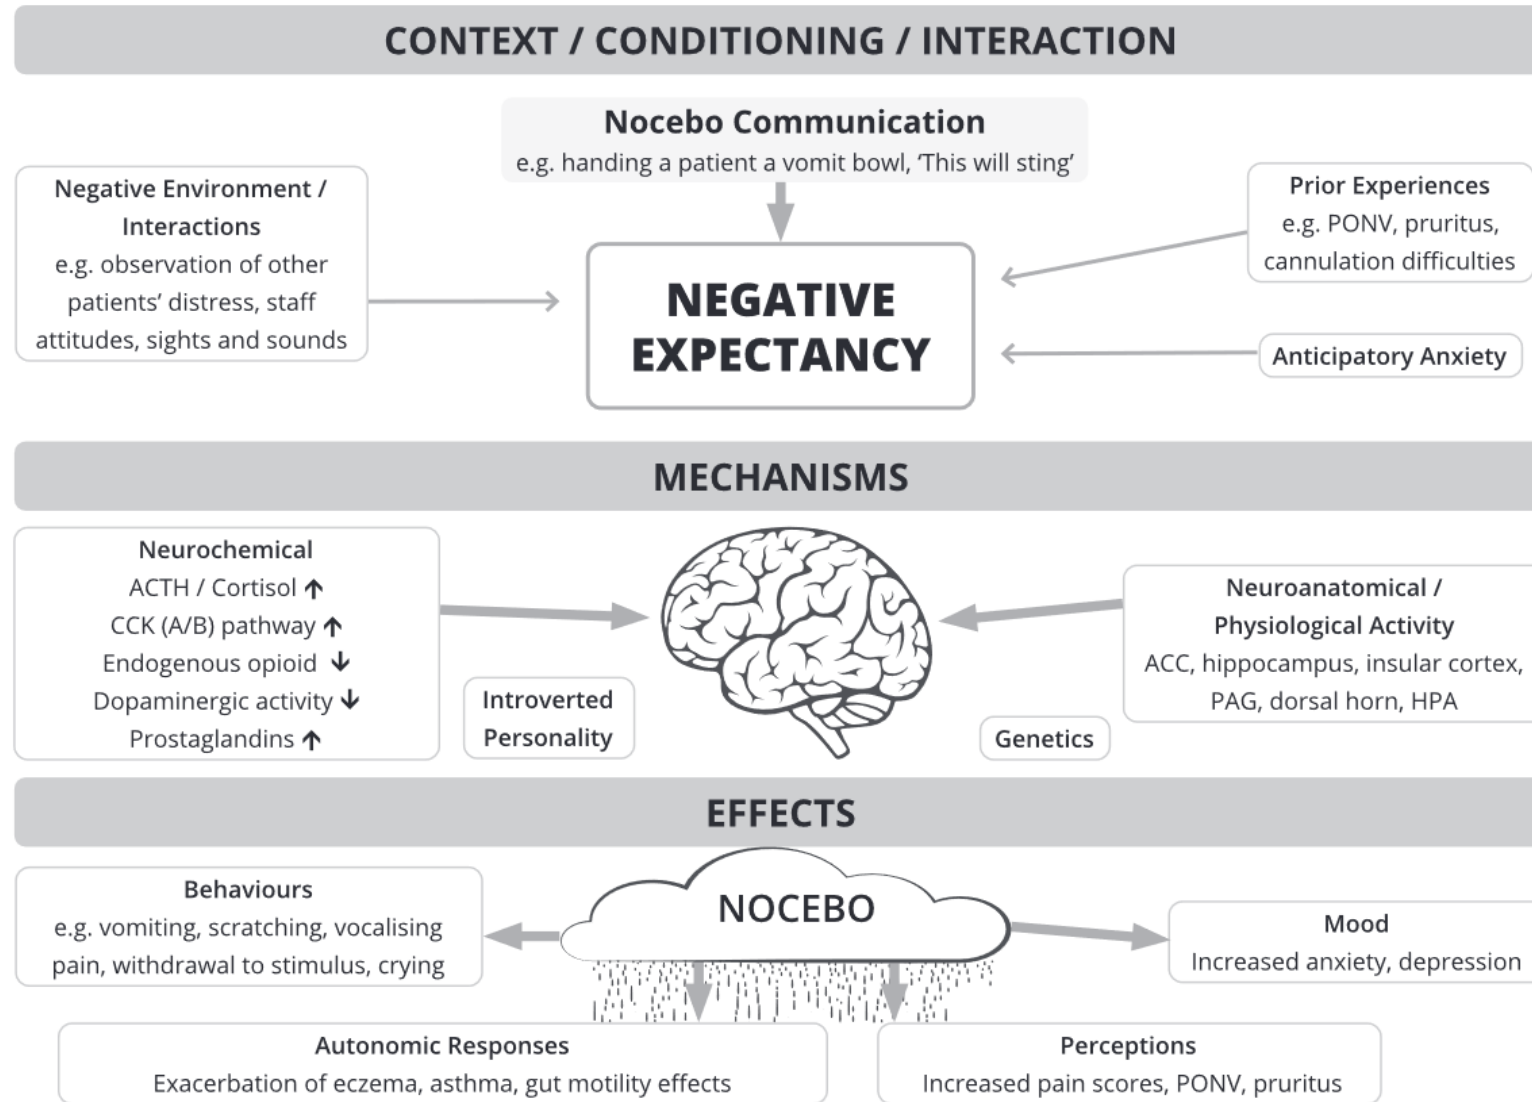 CONTEXT / CONDITIONING / INTERACTION
Nocebo Communication
e.g. handing a patient a vomit bowl, ‘This will sting’
Negative Environment /
Interactions
e.g. observation of other
patients’ distress, staff
attitudes, sights and sounds
Prior Experiences
e.g. PONV, pruritus,
cannulation difficulties
NEGATIVE
EXPECTANCY
Anticipatory Anxiety
MECHANISMS
Neurochemical
ACTH / Cortisol ↑
CCK (A/B) pathway ↑
Endogenous opioid ↓
Dopaminergic activity ↓
Prostaglandins ↑
Introverted
Personality
Genetics
Neuroanatomical /
Physiological Activity
ACC, hippocampus, insular cortex,
PAG, dorsal horn, HPA
EFFECTS
Behaviours
e.g. vomiting, scratching, vocalising
pain, withdrawal to stimulus, crying
NOCEBO
Mood
Increased anxiety, depression
Autonomic Responses
Exacerbation of eczema, asthma, gut motility effects
Perceptions
Increased pain scores, PONV, pruritus